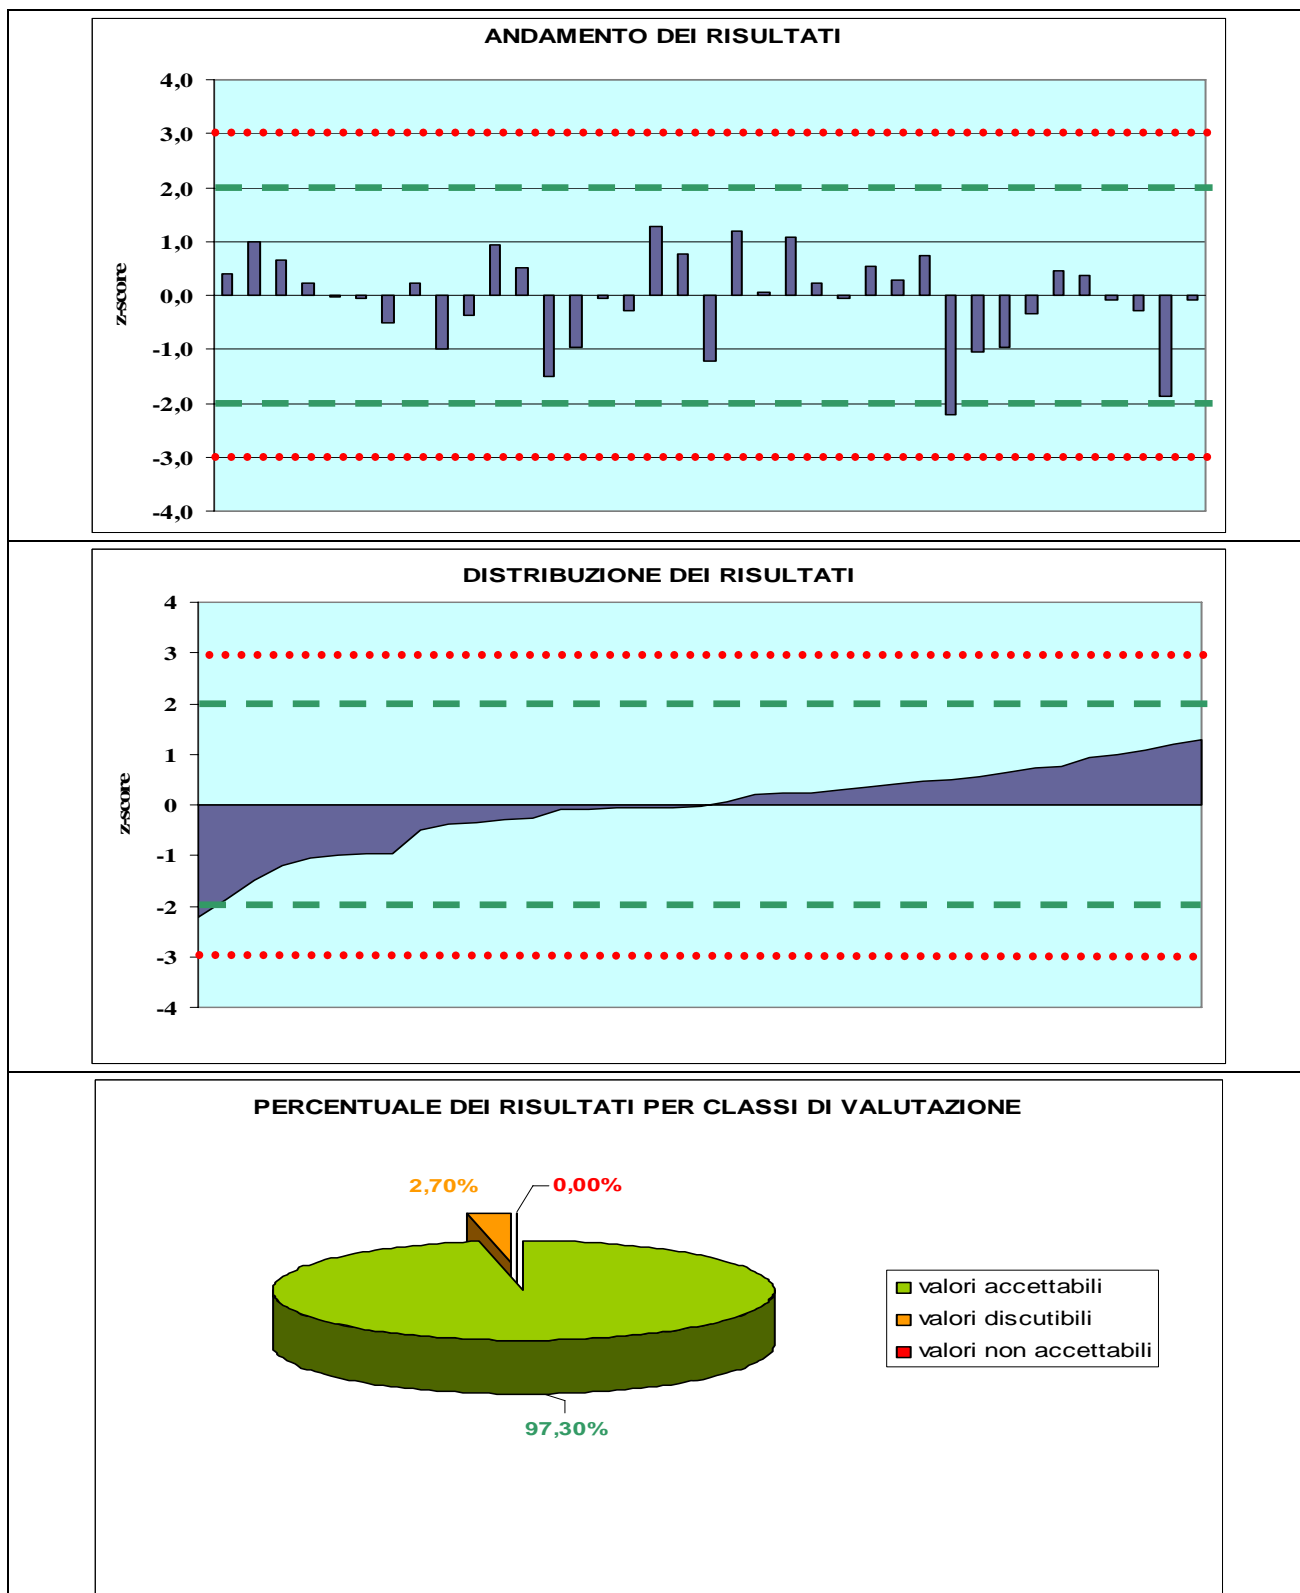 ANDAMENTO DEI RISULTATI
4,0
3,0
2,0
1,0
0,0
-1,0
-2,0
-3,0
-4,0
z-score
DISTRIBUZIONE DEI RISULTATI
4
3
2
1
0
-1
-2
-3
-4
z-score
PERCENTUALE DEI RISULTATI PER CLASSI DI VALUTAZIONE
2,70%
0,00%
97,30%
valori accettabili
valori discutibili
valori non accettabili